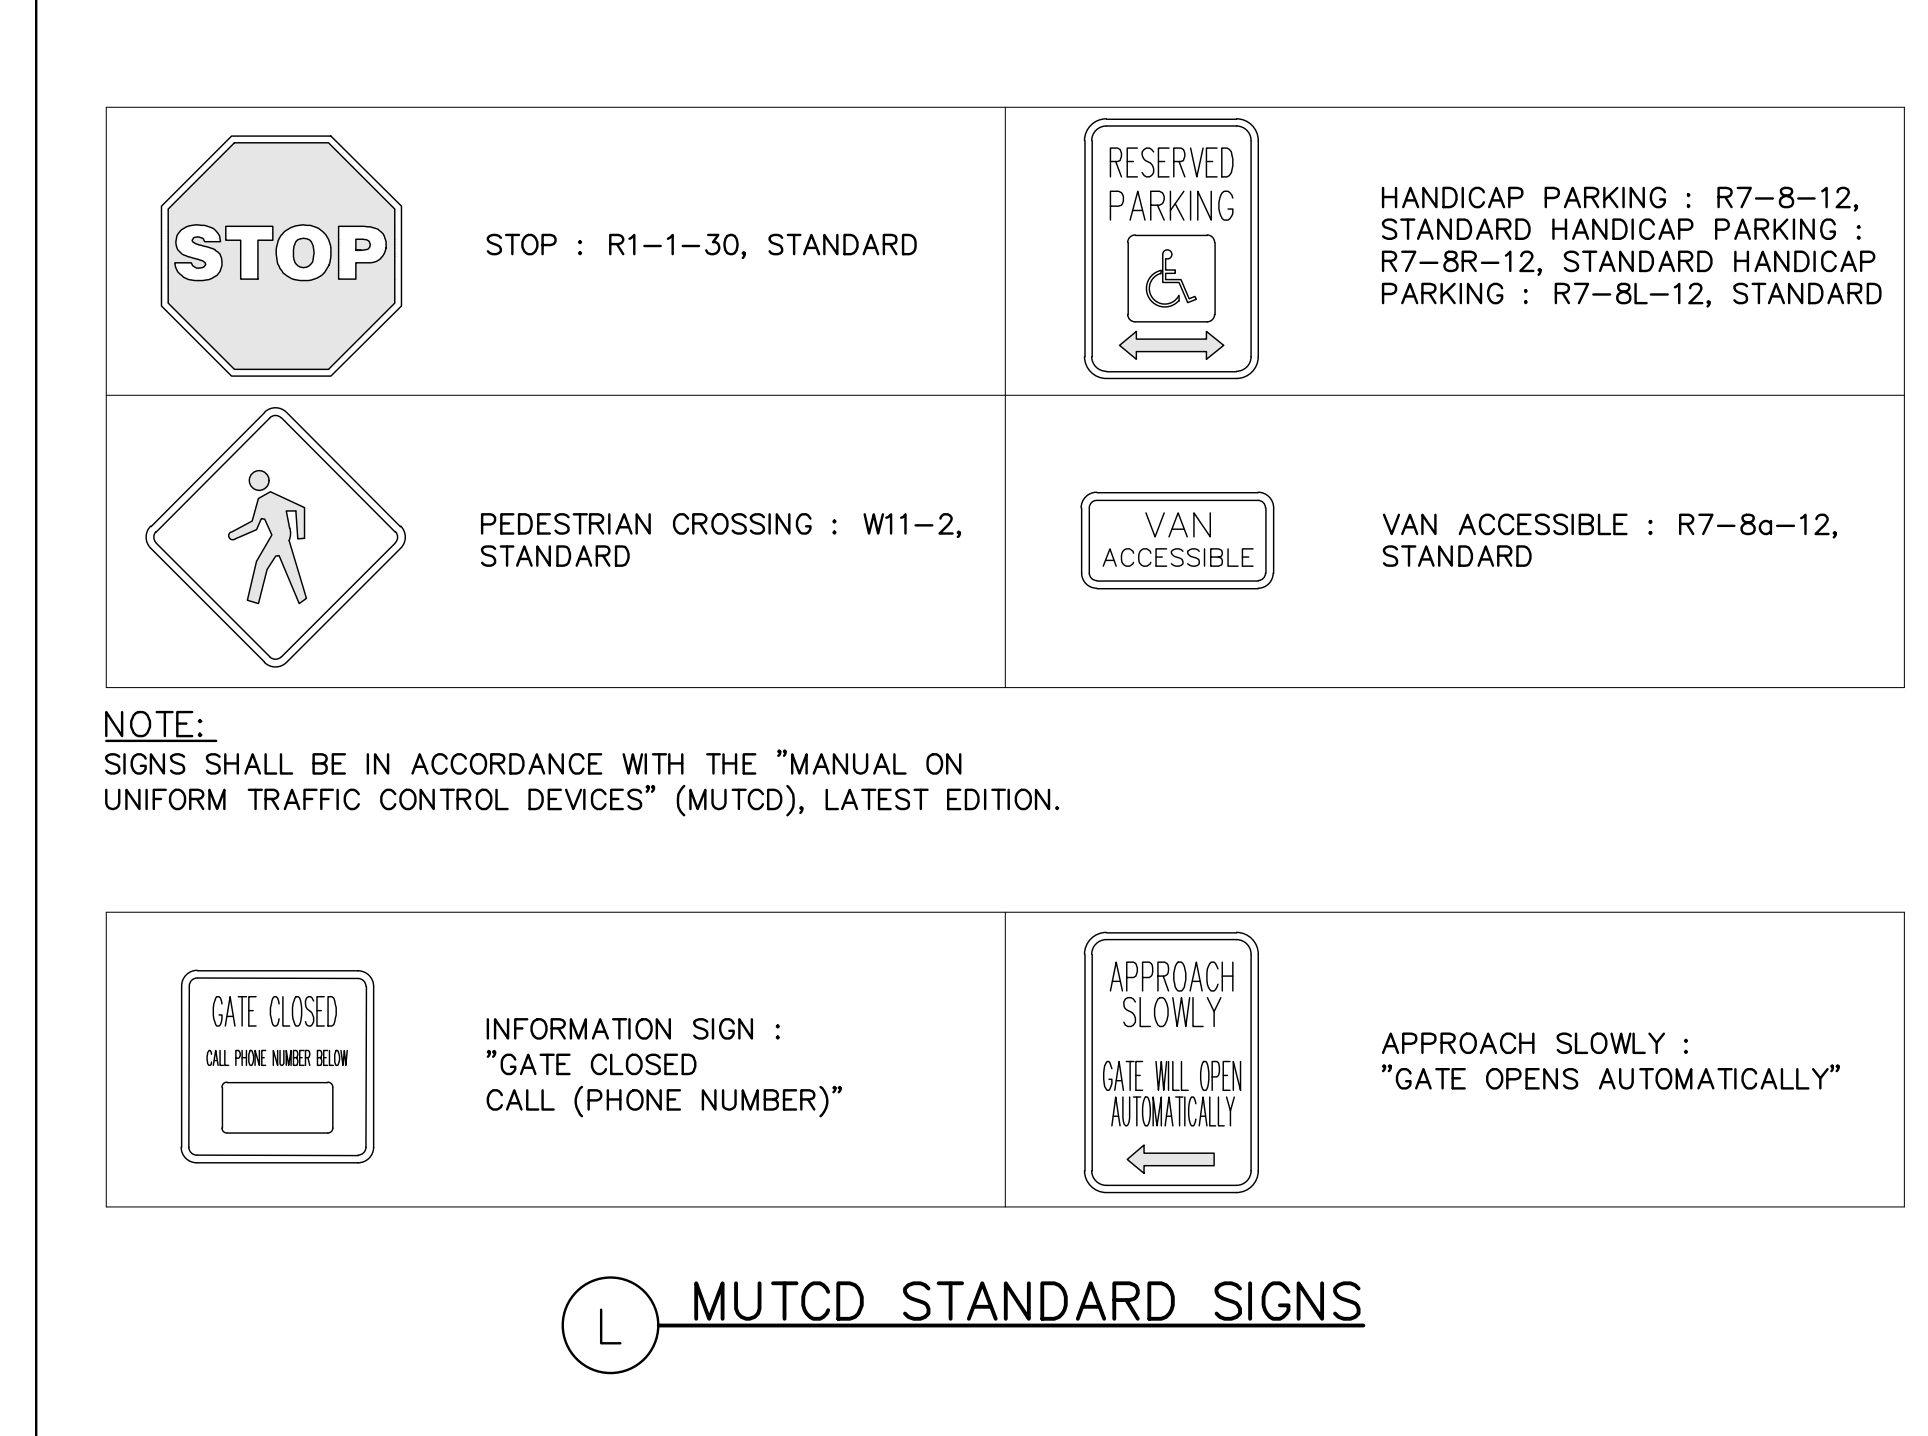 STOP
STOP : R1-1-30, STANDARD
RESERVED
PARKING
HANDICAP PARKING : R7-8-12,
STANDARD HANDICAP PARKING :
R7-8R-12, STANDARD HANDICAP
PARKING : R7-8L-12, STANDARD
PEDESTRIAN CROSSING : W11-2,
STANDARD
VAN
ACCESSIBLE
VAN ACCESSIBLE : R7-8a-12,
STANDARD
NOTE:
SIGNS SHALL BE IN ACCORDANCE WITH THE "MANUAL ON
UNIFORM TRAFFIC CONTROL DEVICES" (MUTCD), LATEST EDITION.
GATE CLOSED
CALL PHONE NUMBER BELOW
INFORMATION SIGN :
"GATE CLOSED
CALL (PHONE NUMBER)"
APPROACH
SLOWLY
GATE WILL OPEN
AUTOMATICALLY
APPROACH SLOWLY :
"GATE OPENS AUTOMATICALLY"
L
MUTCD STANDARD SIGNS